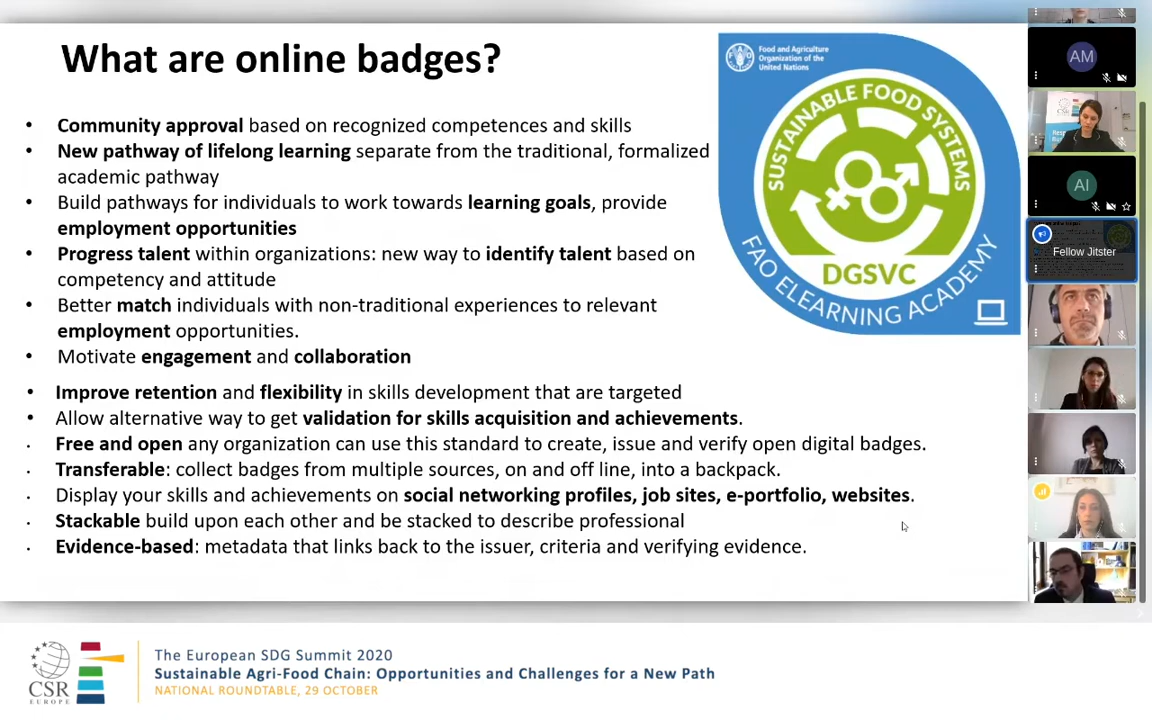 What are online badges?
• Community approval based on recognized competences and skills
• New pathway of lifelong learning separate from the traditional, formalized
academic pathway
• Build pathways for individuals to work towards learning goals, provide
employment opportunities
• Progress talent within organizations: new way to identify talent based on
competency and attitude
• Better match individuals with non-traditional experiences to relevant
employment opportunities.
• Motivate engagement and collaboration
• Improve retention and flexibility in skills development that are targeted
• Allow alternative way to get validation for skills acquisition and achievements.
• Free and open any organization can use this standard to create, issue and verify open digital badges.
• Transferable: collect badges from multiple sources, on and off line, into a backpack.
• Display your skills and achievements on social networking profiles, job sites, e-portfolio, websites.
• Stackable build upon each other and be stacked to describe professional
• Evidence-based: metadata that links back to the issuer, criteria and verifying evidence.
Food and Agriculture
Organization of the
United Nations
SUSTAINABLE FOOD SYSTEMS
DGSVC
FAO ELEARNING ACADEMY
AM
AI
Fellow Jitster
CSR
EUROPE
The European SDG Summit 2020
Sustainable Agri-Food Chain: Opportunities and Challenges for a New Path
NATIONAL ROUNDTABLE, 29 OCTOBER